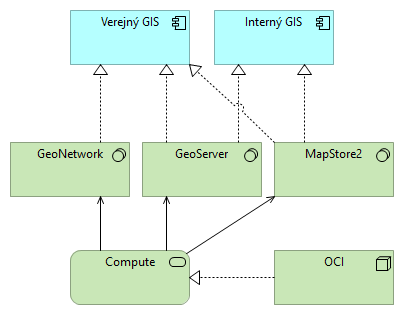 Verejný GIS
Interný GIS
GeoNetwork
GeoServer
MapStore2
Compute
OCI